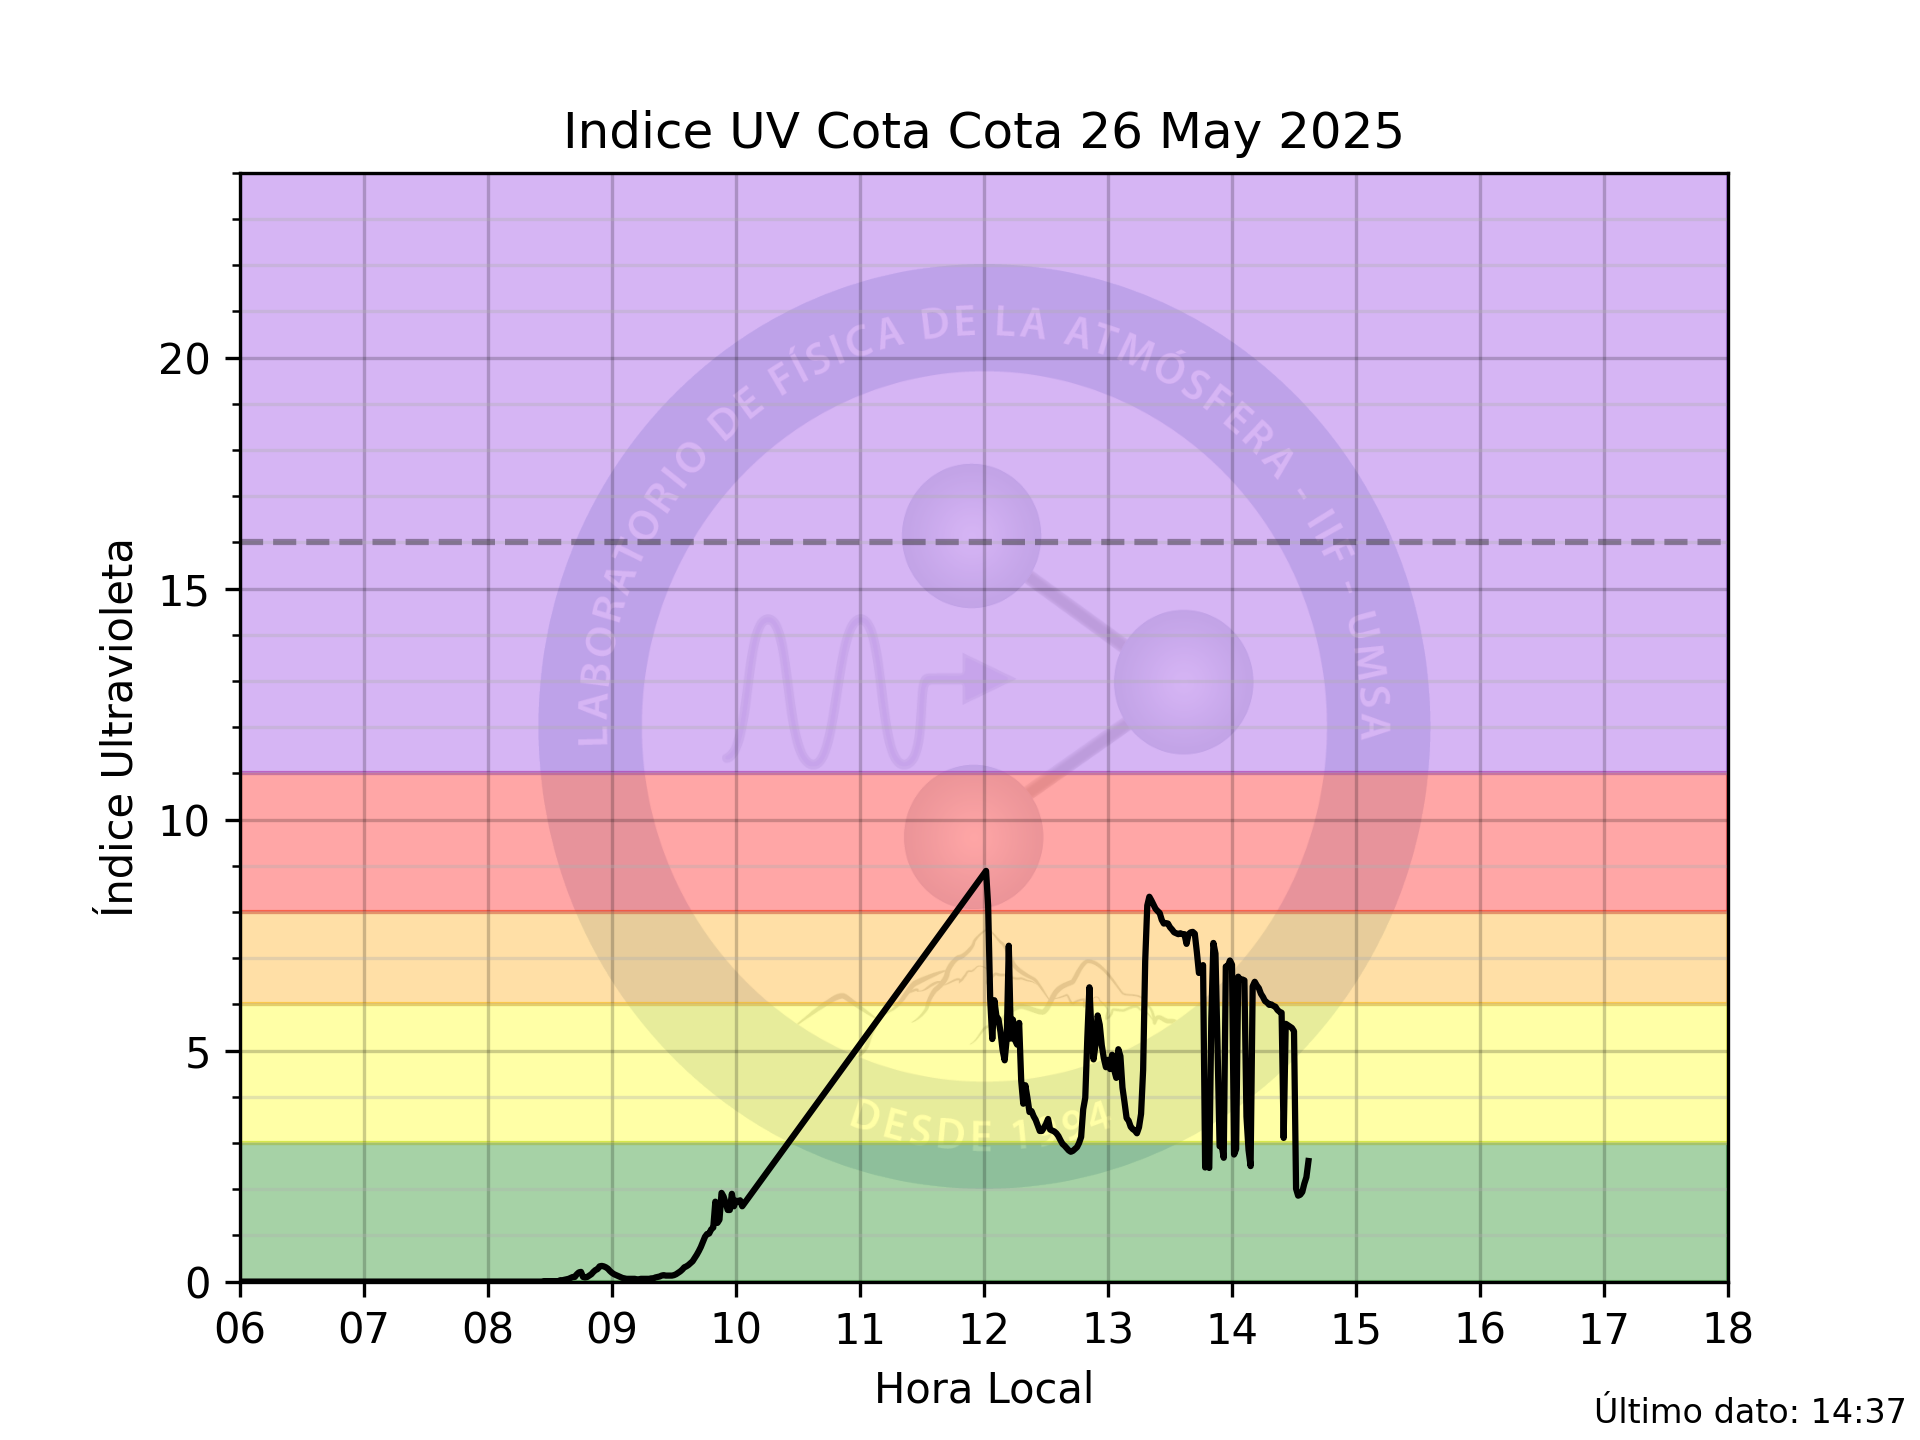 Indice UV Cota Cota 26 May 2025
LABORATORIO DE FÍSICA DE LA ATMÓSFERA - IIF - UMSA
DESDE 1994
Índice Ultravioleta
20
15
10
5
0
06 07 08 09 10 11 12 13 14 15 16 17 18
Hora Local
Último dato: 14:37